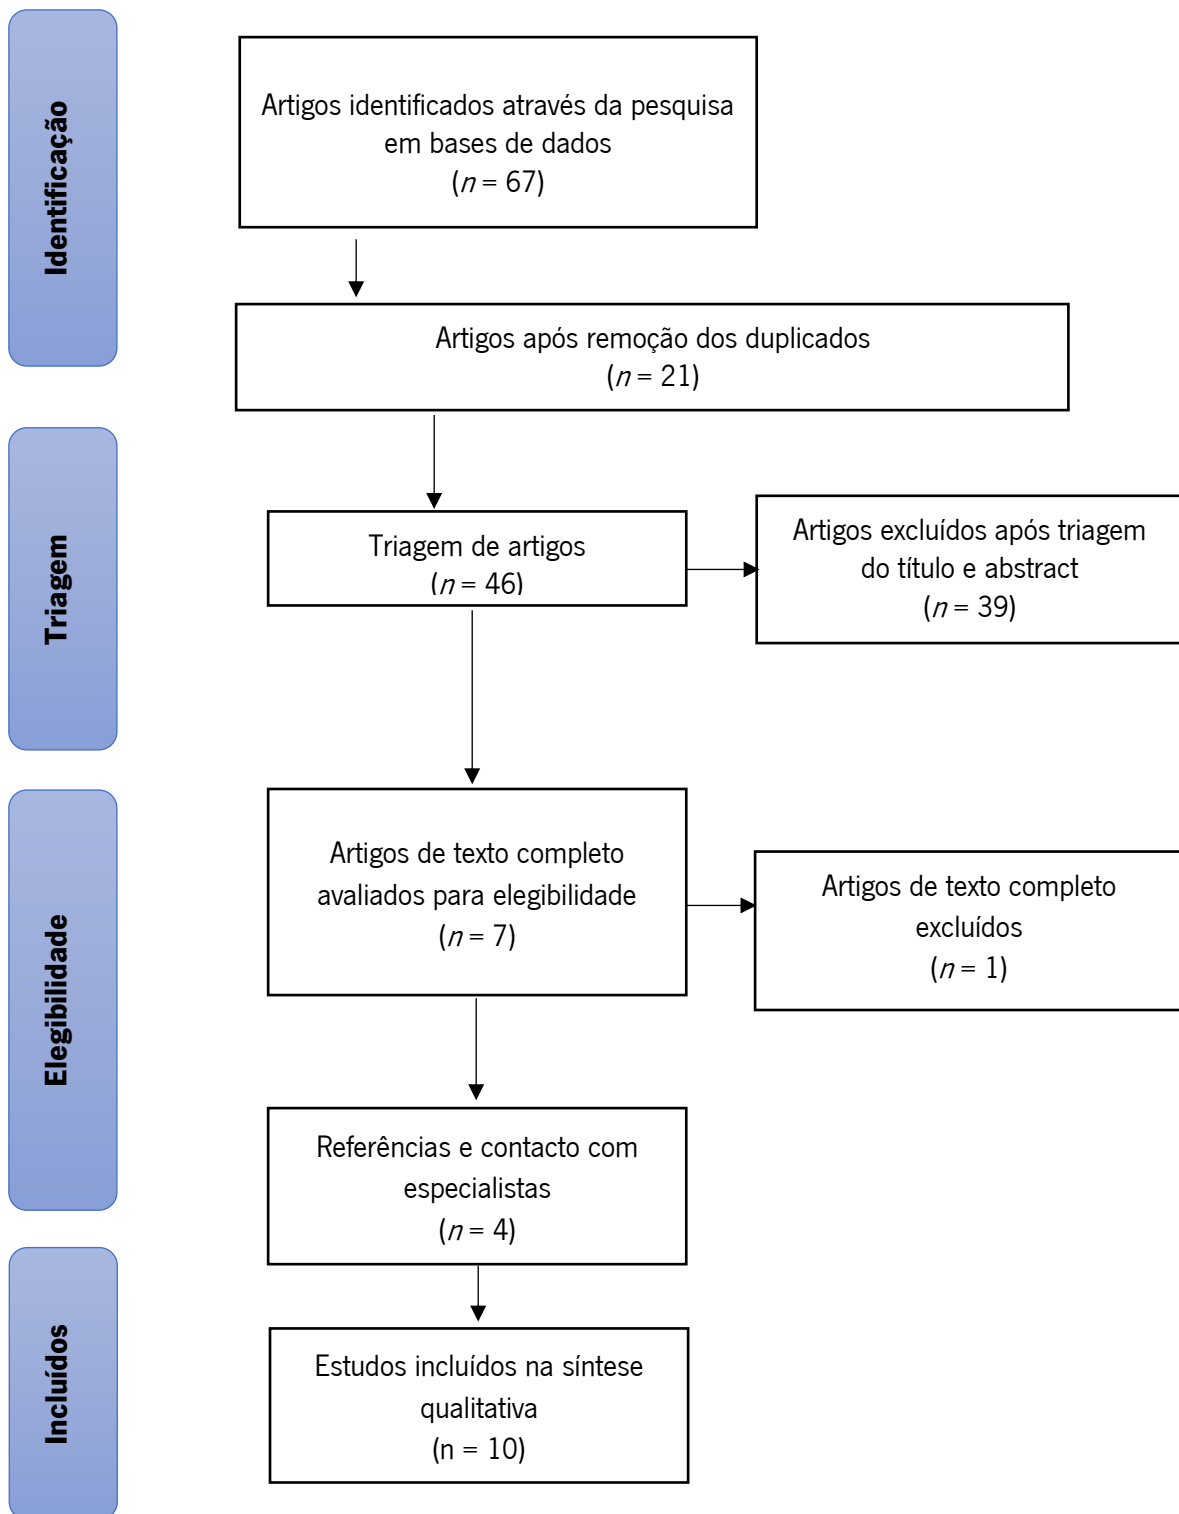 Identificação
Artigos identificados através da pesquisa
em bases de dados
(n = 67)
Artigos após remoção dos duplicados
(n = 21)
Triagem
Triagem de artigos
(n = 46)
Artigos excluídos após triagem
do título e abstract
(n = 39)
Elegibilidade
Artigos de texto completo
avaliados para elegibilidade
(n = 7)
Artigos de texto completo
excluídos
(n = 1)
Referências e contacto com
especialistas
(n = 4)
Incluídos
Estudos incluídos na síntese
qualitativa
(n = 10)